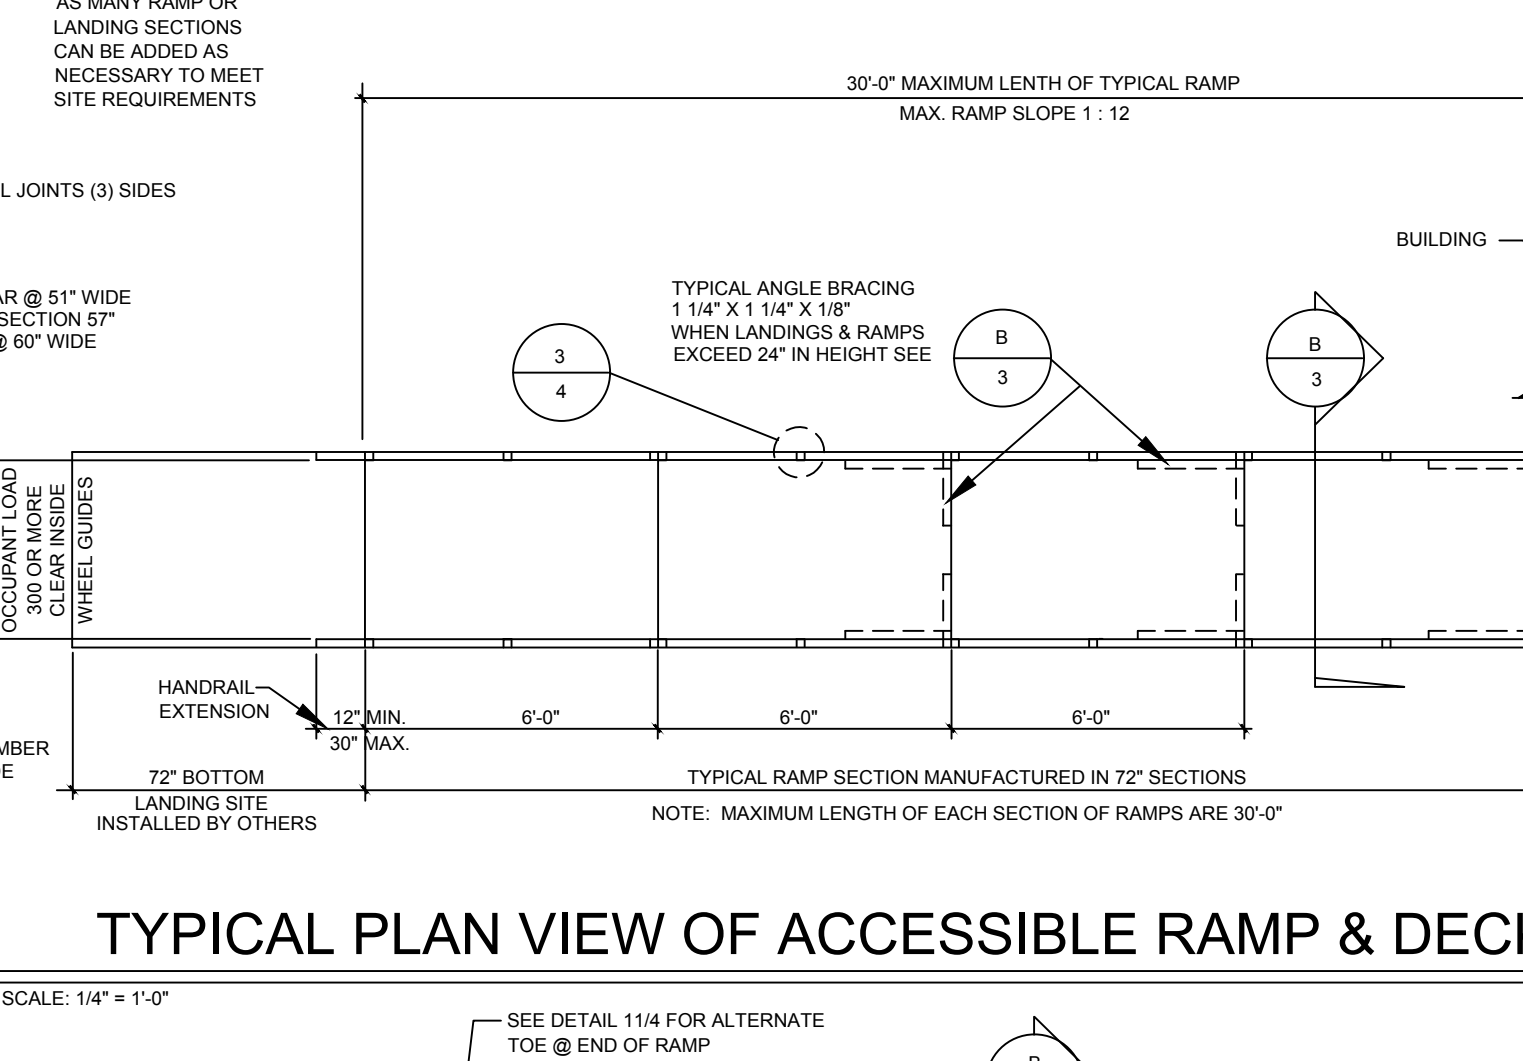 AS MANY RAMP OR
LANDING SECTIONS
CAN BE ADDED AS
NECESSARY TO MEET
SITE REQUIREMENTS
30'-0" MAXIMUM LENTH OF TYPICAL RAMP
MAX. RAMP SLOPE 1 : 12
JOINTS (3) SIDES
BUILDING
@ 51" WIDE
SECTION 57"
@ 60" WIDE
TYPICAL ANGLE BRACING
1 1/4" X 1 1/4" X 1/8"
WHEN LANDINGS & RAMPS
EXCEED 24" IN HEIGHT SEE
3
4
B
3
B
3
OCCUPANT LOAD
300 OR MORE
CLEAR INSIDE
WHEEL GUIDES
HANDRAIL
EXTENSION
12" MIN.
30" MAX.
6'-0"
6'-0"
6'-0"
72" BOTTOM
LANDING SITE
INSTALLED BY OTHERS
TYPICAL RAMP SECTION MANUFACTURED IN 72" SECTIONS
NOTE: MAXIMUM LENGTH OF EACH SECTION OF RAMPS ARE 30'-0"
TYPICAL PLAN VIEW OF ACCESSIBLE RAMP & DECK
SCALE: 1/4" = 1'-0"
SEE DETAIL 11/4 FOR ALTERNATE
TOE @ END OF RAMP
B